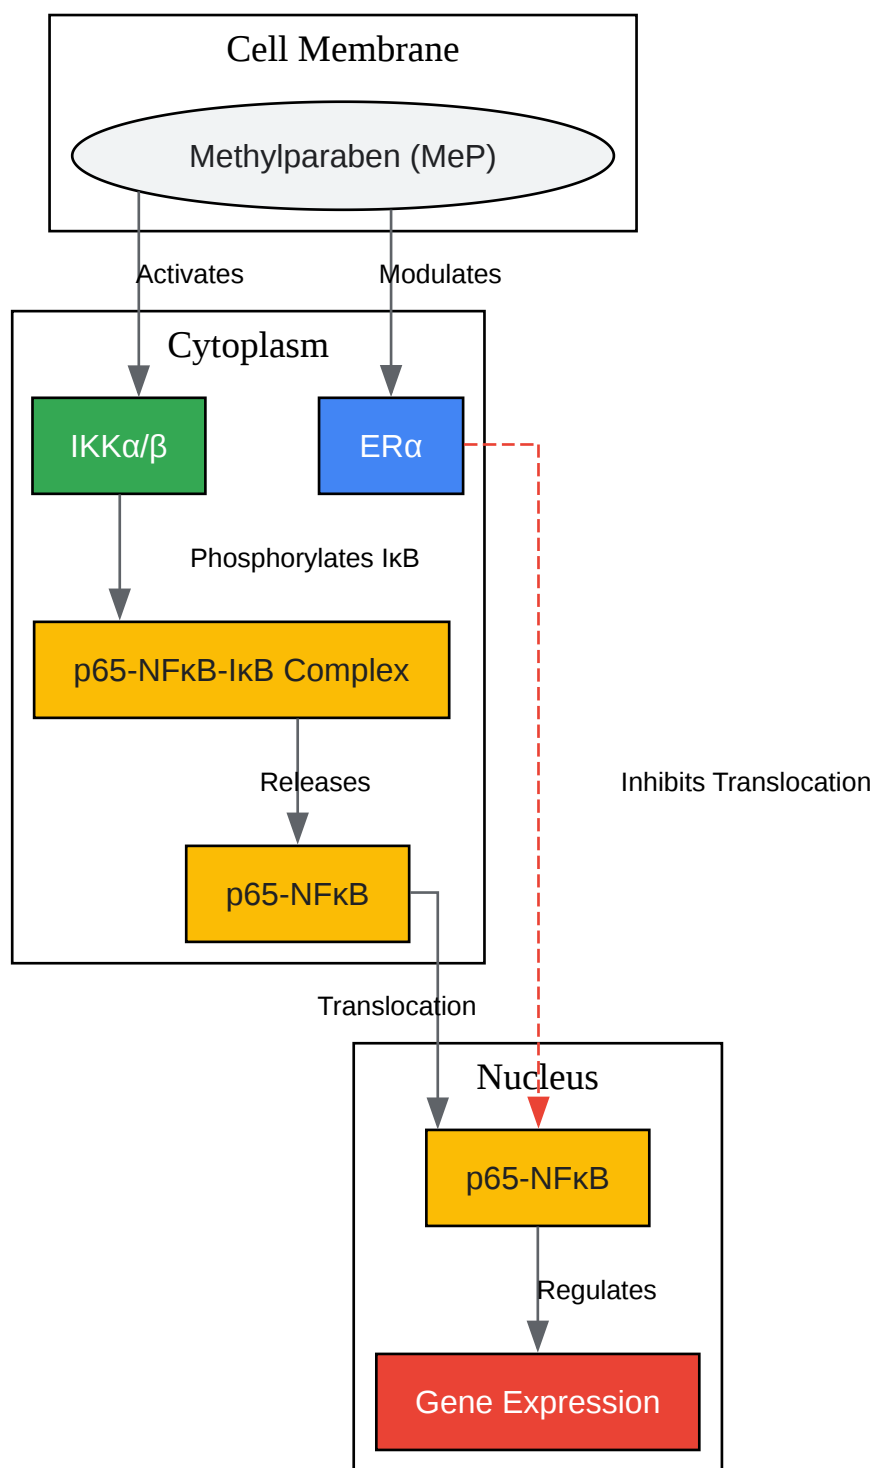 Cell Membrane
Methylparaben (MeP)
Activates
Modulates
Cytoplasm
IKKα/β
ERα
Phosphorylates IκB
p65-NFκB-IκB Complex
Releases
Inhibits Translocation
p65-NFκB
Translocation
Nucleus
p65-NFκB
Regulates
Gene Expression